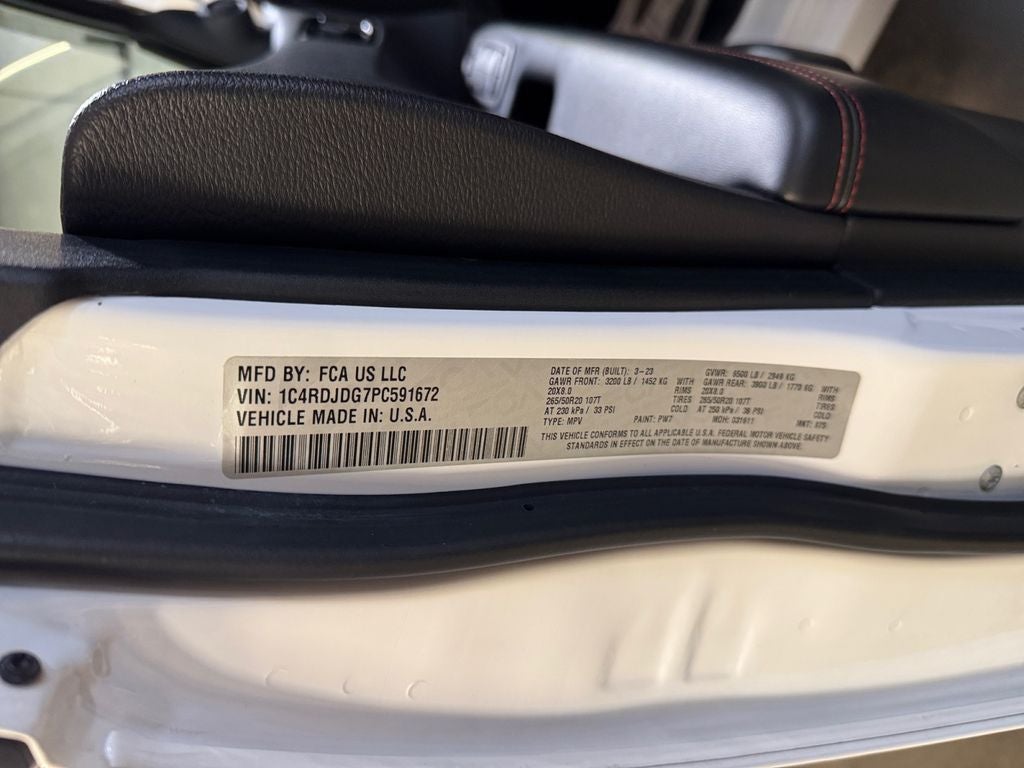 MFD BY: FCA US LLC
VIN: 1C4RDJDG7PC591672
VEHICLE MADE IN: U.S.A.
DATE OF MFR (BUILT): 3-23 GVWR: 6500 LB / 2948 KG
GAWR FRONT: 3200 LB / 1452 KG WITH GAWR REAR: 3900 LB / 1770 KG WITH
20X8.0 RIMS 20X8.0 RIMS
265/50R20 107T TIRES 265/50R20 107T TIRES
AT 230 kPa / 33 PSI COLD AT 250 kPa / 36 PSI COLD
TYPE: MPV PAINT: PW7 MDH: 031911 MKT:
THIS VEHICLE CONFORMS TO ALL APPLICABLE U.S.A. FEDERAL MOTOR VEHICLE SAFETY
STANDARDS IN EFFECT ON THE DATE OF MANUFACTURE SHOWN ABOVE.